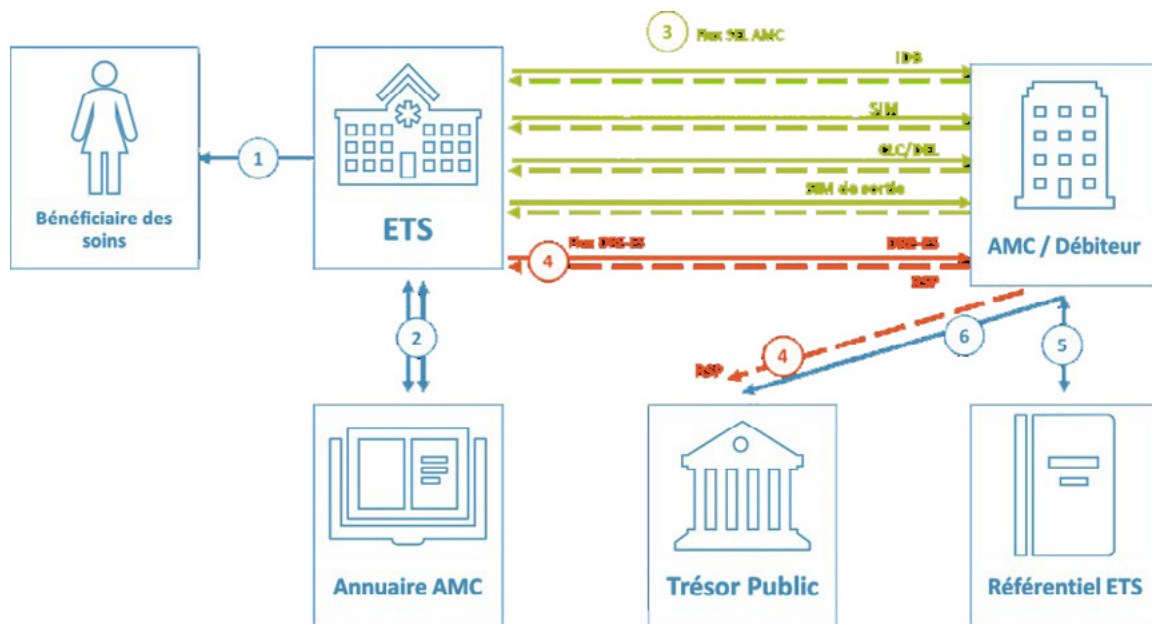 3 Flux SEL AMC
IDB
SIM
CLC/DEL
SIM de sortie
1
Bénéficiaire des
soins
ETS
4 Flux DRE-ES
DRE-ES
RSP
AMC / Débiteur
2
6
5
4
RSP
Annuaire AMC
Trésor Public
Référentiel ETS